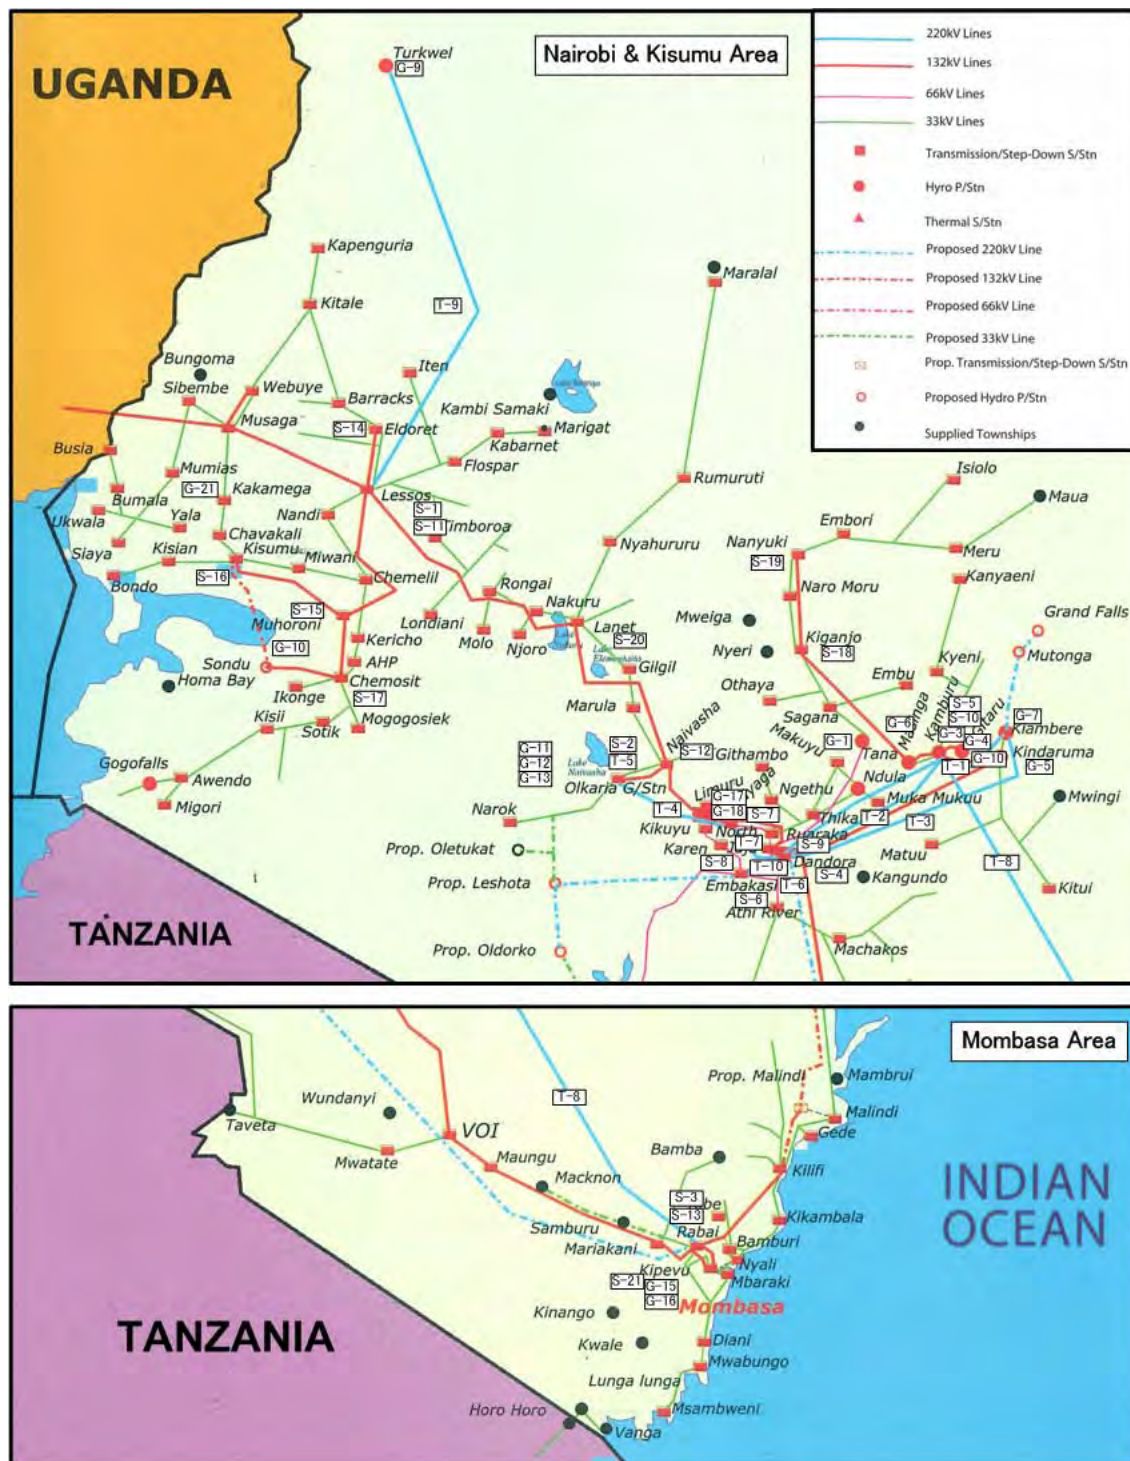 Nairobi & Kisumu Area
UGANDA
Turkwel
G-9
220kV Lines
132kV Lines
66kV Lines
33kV Lines
Transmission/Step-Down S/Stn
Hyro P/Stn
Thermal S/Stn
Proposed 220kV Line
Proposed 132kV Line
Proposed 66kV Line
Proposed 33kV Line
Prop. Transmission/Step-Down S/Stn
Proposed Hydro P/Stn
Supplied Townships
Kapenguria
Maralal
Kitale
T-9
Bungoma
Iten
Sibembe
Webuye
Barracks
Kambi Samaki
Musaga
S-14
Eldoret
Kabarnet
Marigat
Busia
Flospar
Mumias
Rumuruti
Isiolo
G-21
Kakamega
Lessos
Maua
Bumala
S-1
Ukwala
Yala
Nandi
S-11
Timboroa
Embori
Siaya
Chavakali
Nyahururu
Nanyuki
Meru
Kisian
Kisumu
Miwani
S-19
Bondo
S-16
Chemelil
Rongai
Naro Moru
Kanyaeni
S-15
Nakuru
Muhoroni
Londiani
Molo
Njoro
Lanet
Mweiga
Grand Falls
G-10
Kericho
S-20
Kiganjo
Sondu
AHP
Gilgil
Nyeri
S-18
Mutonga
Homa Bay
Chemosit
Kyeni
Ikonge
S-17
Othaya
Embu
Marula
Sagana
Masinga
Kamburu
S-5
Kisii
Sotik
Mogogosiek
G-6
S-10
G-7
G-11
S-2
Naivasha
Makuyu
G-1
G-3
Gitaru
Kiambere
G-12
T-5
S-12
Githambo
Tana
G-4
Kindaruma
G-13
Lake Naivasha
T-1
G-10
G-5
Gogofalls
Awendo
Olkaria G/Stn
Ndula
Migori
Limuru
G-17
Ngethu
Muka Mukuu
Mwingi
Narok
T-4
G-18
S-7
Thika
T-2
T-3
Kikuyu
North
Ruaraka
Prop. Oletukat
Karen
T-7
S-9
Matuu
S-8
T-10
Dandora
T-8
Prop. Leshota
Embakasi
T-6
S-4
Kangundo
Kitui
S-6
Athi River
TANZANIA
Prop. Oldorko
Machakos
Mombasa Area
Prop. Malindi
Mambrui
T-8
Wundanyi
Malindi
Taveta
VOI
Gede
Mwatate
Maungu
Bamba
Kilifi
Macknon
S-3
INDIAN
OCEAN
S-13
Kikambala
Samburu
Rabai
Mariakani
Bamburi
Kipevu
Nyali
S-21
G-15
Mbaraki
G-16
Mombasa
Kinango
TANZANIA
Kwale
Diani
Mwabungo
Lunga lunga
Horo Horo
Msambweni
Vanga